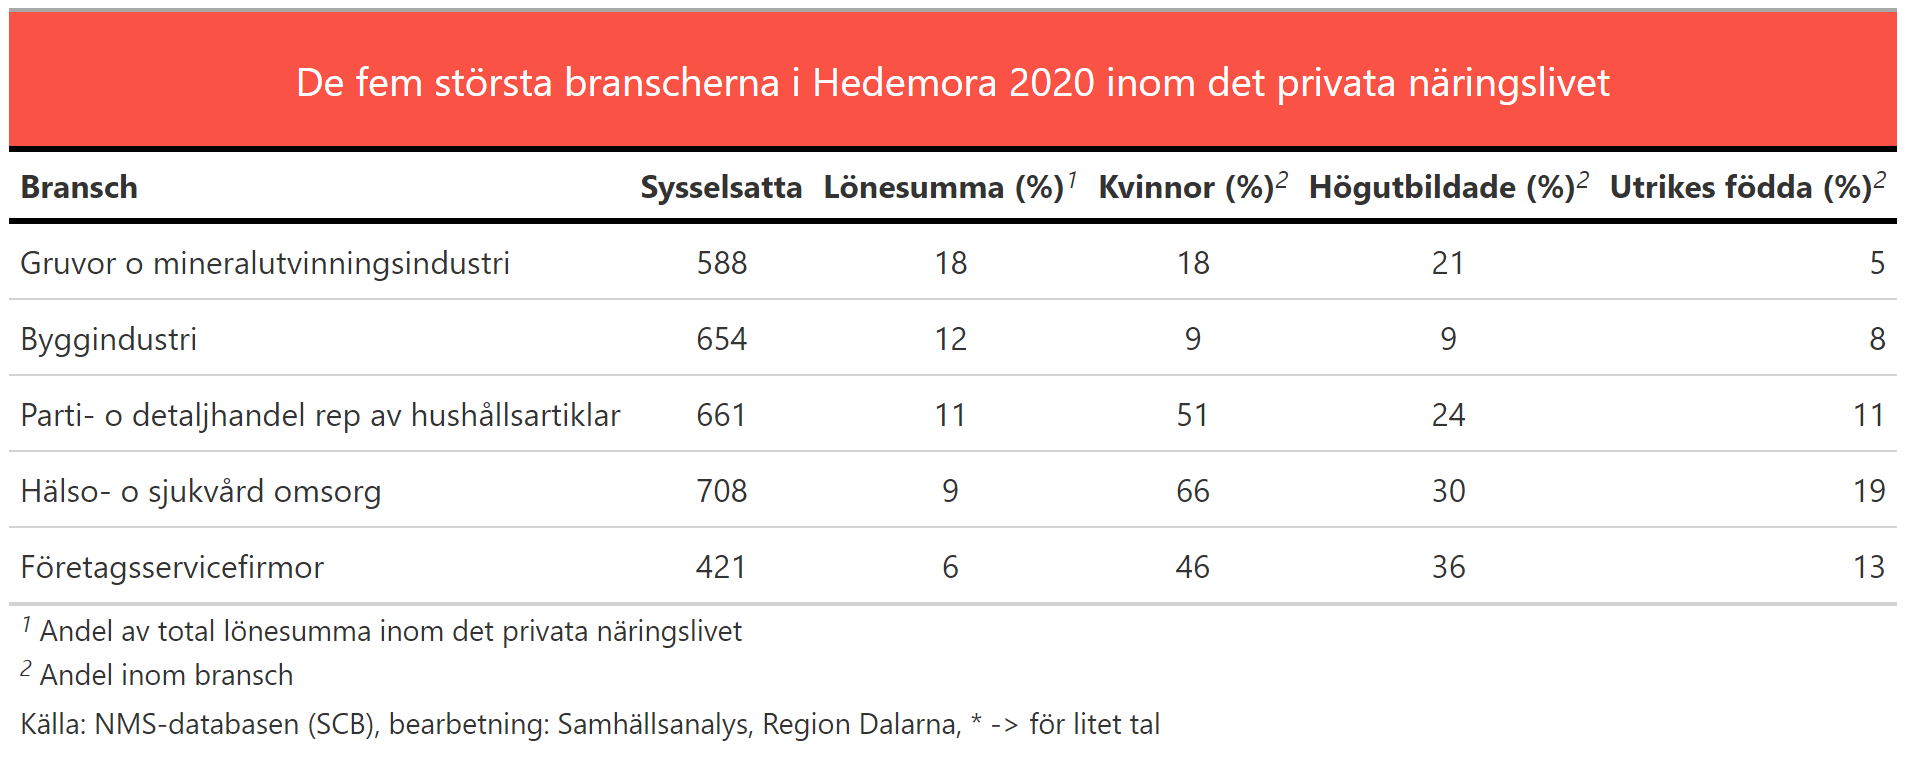 De fem största branscherna i Hedemora 2020 inom det privata näringslivet
Bransch Sysselsatta Lönesumma (%)1 Kvinnor (%)2 Högutbildade (%)2 Utrikes födda (%)2
Gruvor o mineralutvinningsindustri 588 18 18 21 5
Byggindustri 654 12 9 9 8
Parti- o detaljhandel rep av hushållsartiklar 661 11 51 24 11
Hälso- o sjukvård omsorg 708 9 66 30 19
Företagsservicefirmor 421 6 46 36 13
1 Andel av total lönesumma inom det privata näringslivet
2 Andel inom bransch
Källa: NMS-databasen (SCB), bearbetning: Samhällsanalys, Region Dalarna, * -> för litet tal